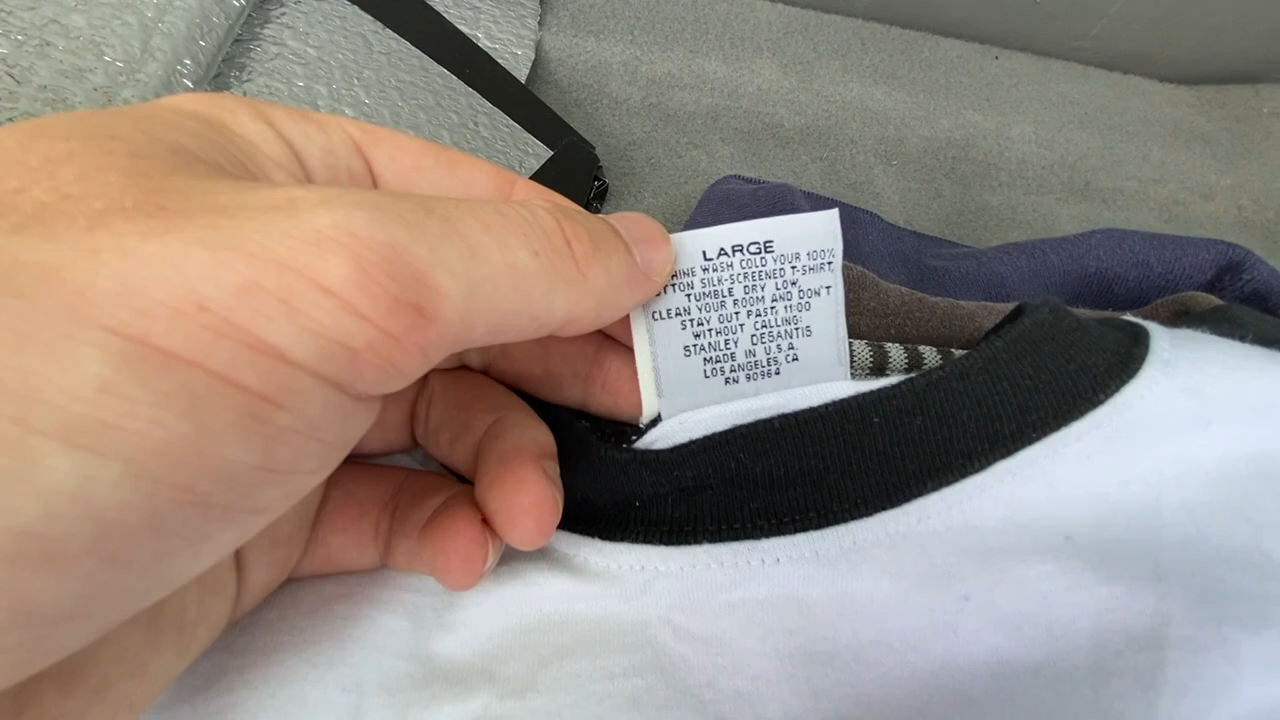 LARGE
HINE WASH COLD YOUR 100%
TTON SILK-SCREENED T-SHIRT,
TUMBLE DRY LOW,
CLEAN YOUR ROOM AND DON'T
STAY OUT PAST 11:00
WITHOUT CALLING:
STANLEY DESANTIS
MADE IN U.S.A.
LOS ANGELES, CA
RN 90964